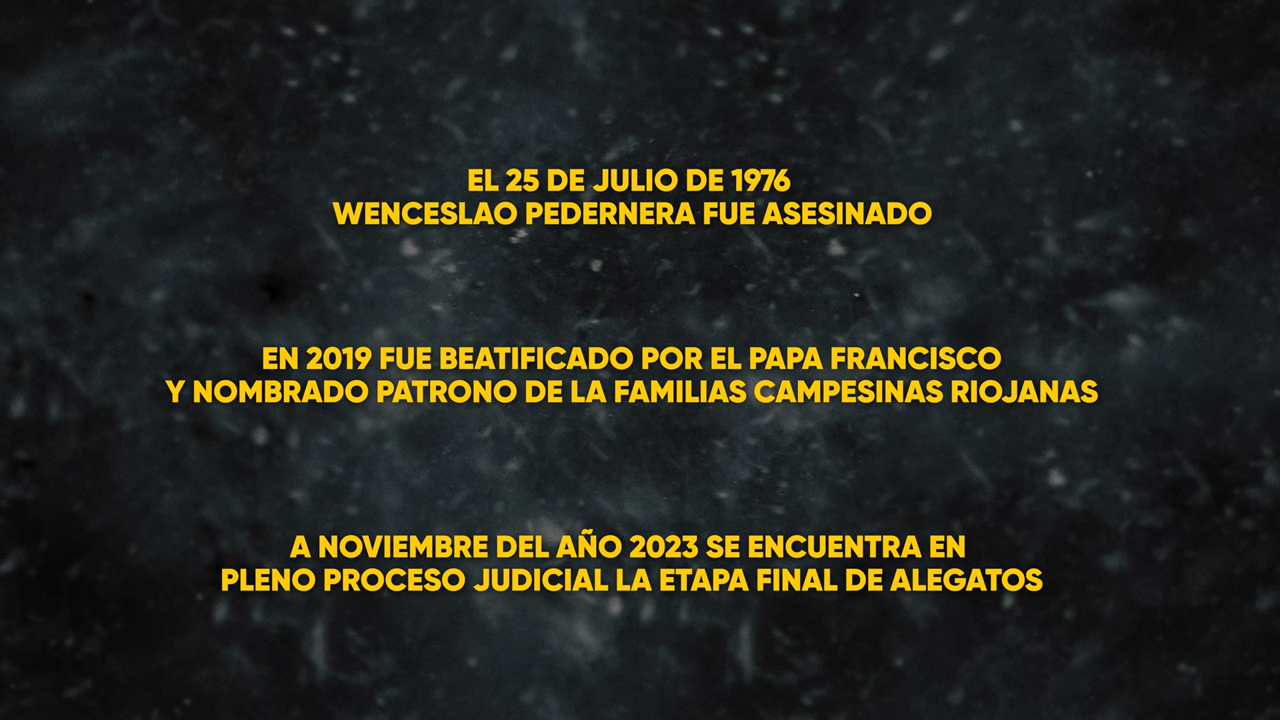 EL 25 DE JULIO DE 1976
WENCESLAO PEDERNERA FUE ASESINADO
EN 2019 FUE BEATIFICADO POR EL PAPA FRANCISCO
Y NOMBRADO PATRONO DE LA FAMILIAS CAMPESINAS RIOJANAS
A NOVIEMBRE DEL AÑO 2023 SE ENCUENTRA EN
PLENO PROCESO JUDICIAL LA ETAPA FINAL DE ALEGATOS